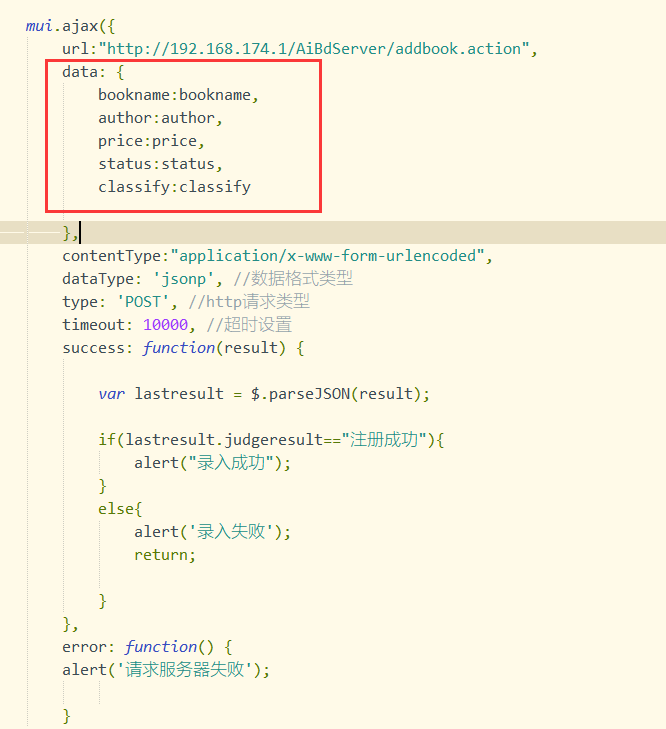 mui.ajax({
url:"http://192.168.174.1/AiBdServer/addbook.action",
data: {
bookname:bookname,
author:author,
price:price,
status:status,
classify:classify
},
contentType:"application/x-www-form-urlencoded",
dataType: 'jsonp', //数据格式类型
type: 'POST', //http请求类型
timeout: 10000, //超时设置
success: function(result) {
var lastresult = $.parseJSON(result);
if(lastresult.judgeresult=="注册成功"){
alert("录入成功");
}
else{
alert('录入失败');
return;
}
},
error: function() {
alert('请求服务器失败');
}